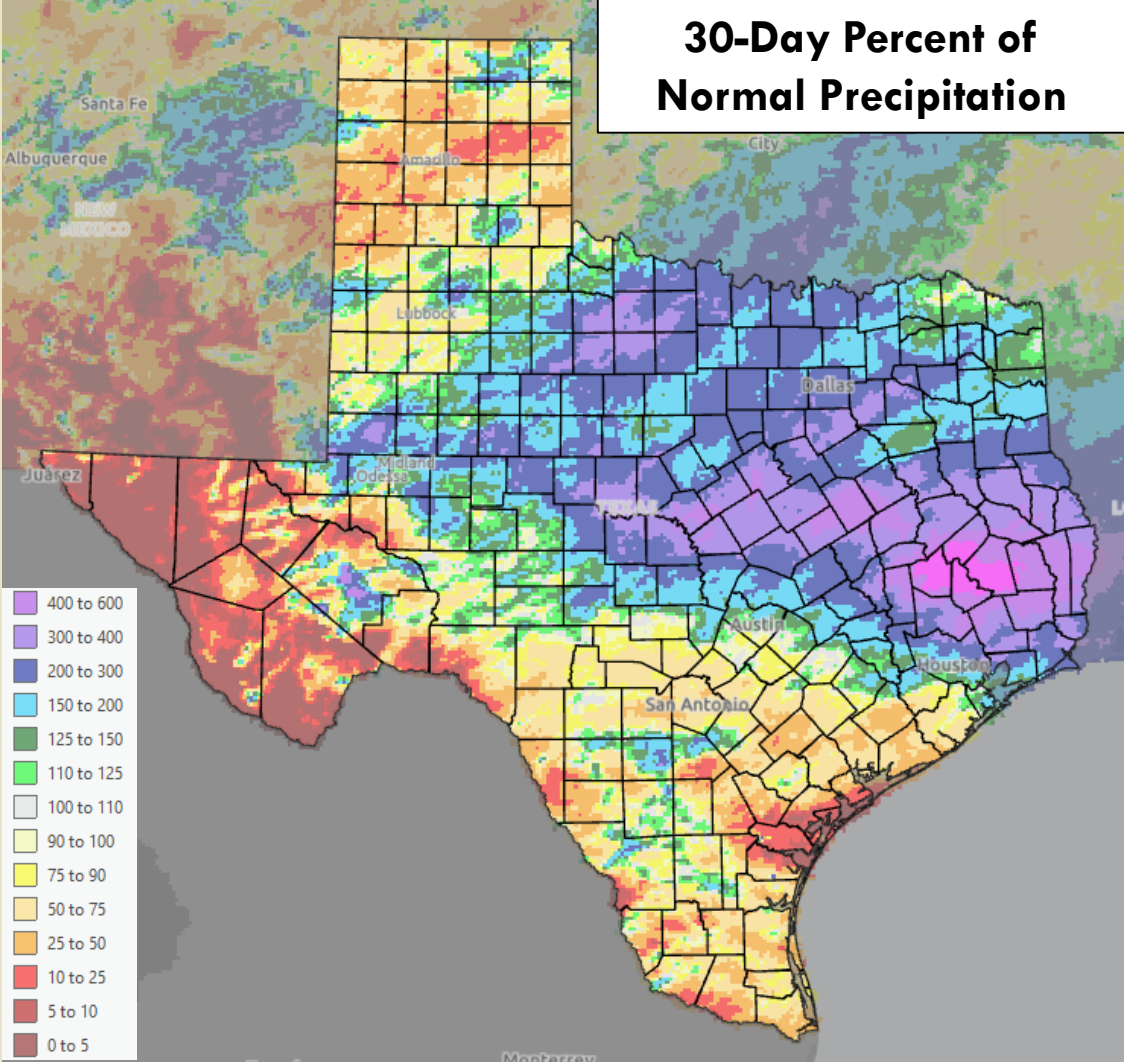 30-Day Percent of
Normal Precipitation
Santa Fe
City
Albuquerque
Amarillo
NEW
MEXICO
Lubbock
Dallas
Midland
Odessa
Juárez
TEXAS
400 to 600
300 to 400
200 to 300
150 to 200
125 to 150
110 to 125
100 to 110
90 to 100
75 to 90
50 to 75
25 to 50
10 to 25
5 to 10
0 to 5
Austin
Houston
San Antonio
Monterrey